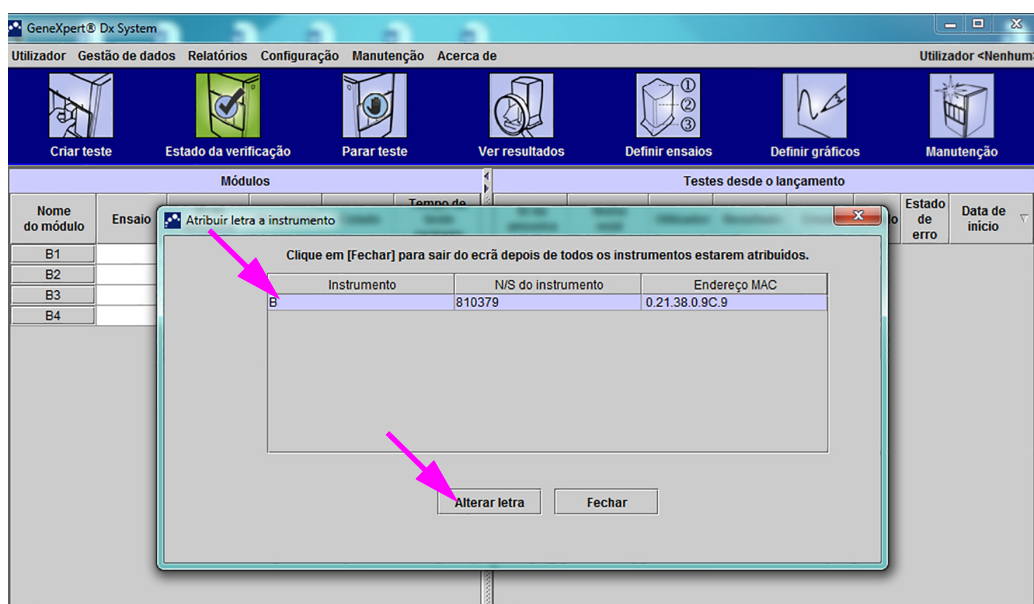 GeneXpert® Dx System
Utilizador Gestão de dados Relatórios Configuração Manutenção Acerca de Utilizador <Nenhum>
① ② ③
Criar teste Estado da verificação Parar teste Ver resultados Definir ensaios Definir gráficos Manutenção
Módulos Testes desde o lançamento
Nome do módulo
Ensaio
Tempo de
Estado de erro
Data de início
B1
B2
B3
B4
Atribuir letra a instrumento
Clique em [Fechar] para sair do ecrã depois de todos os instrumentos estarem atribuídos.
Instrumento N/S do instrumento Endereço MAC
B 810379 0.21.38.0.9C.9
Alterar letra Fechar